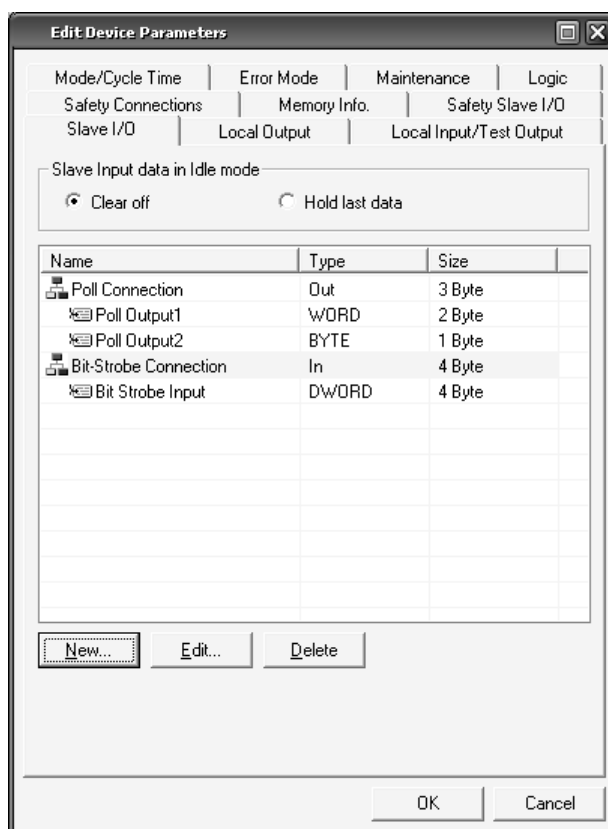 Edit Device Parameters
Mode/Cycle Time Error Mode Maintenance Logic
Safety Connections Memory Info. Safety Slave I/O
Slave I/O Local Output Local Input/Test Output
Slave Input data in Idle mode
Clear off Hold last data
Name Type Size
Poll Connection Out 3 Byte
Poll Output1 WORD 2 Byte
Poll Output2 BYTE 1 Byte
Bit-Strobe Connection In 4 Byte
Bit Strobe Input DWORD 4 Byte
New... Edit... Delete
OK Cancel